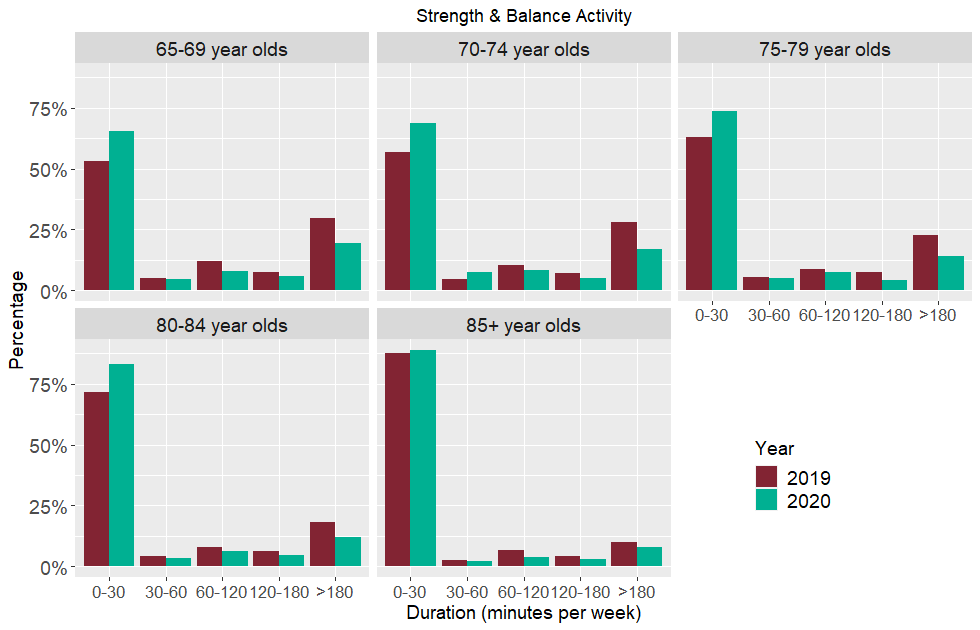 Strength & Balance Activity
65-69 year olds
70-74 year olds
75-79 year olds
75%
50%
25%
0%
0-30 30-60 60-120 120-180 >180
80-84 year olds
85+ year olds
75%
50%
25%
0%
0-30 30-60 60-120 120-180 >180
0-30 30-60 60-120 120-180 >180
Percentage
Duration (minutes per week)
Year
2019
2020